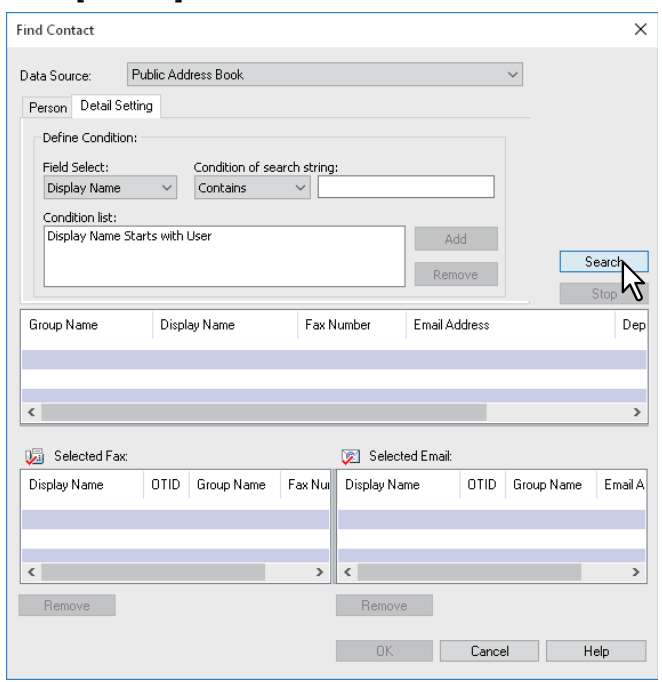 Find Contact
Data Source: Public Address Book
Person Detail Setting
Define Condition:
Field Select: Condition of search string:
Display Name Contains
Condition list:
Display Name Starts with User
Add
Remove
Search
Stop
Group Name Display Name Fax Number Email Address Dep
Selected Fax: Selected Email:
Display Name OTID Group Name Fax Nur Display Name OTID Group Name Email A
Remove Remove
OK Cancel Help